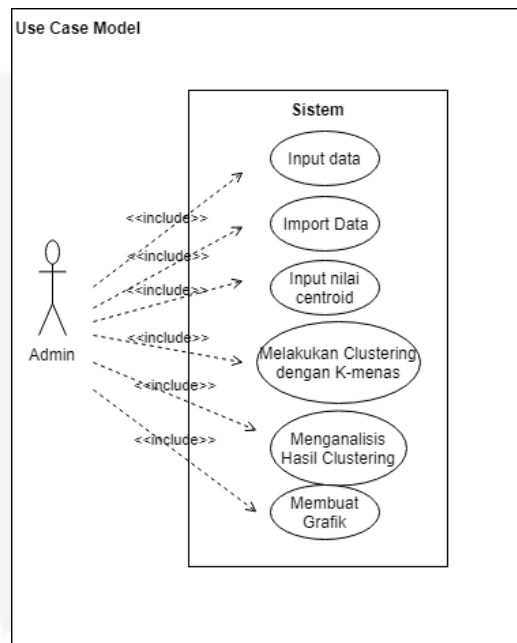 Use Case Model
Sistem
Input data
<<include>>
Import Data
<<include>>
Input nilai
centroid
<<include>>
Admin
<<include>>
Melakukan Clustering
dengan K-menas
<<include>>
Menganalisis
Hasil Clustering
<<include>>
Membuat
Grafik